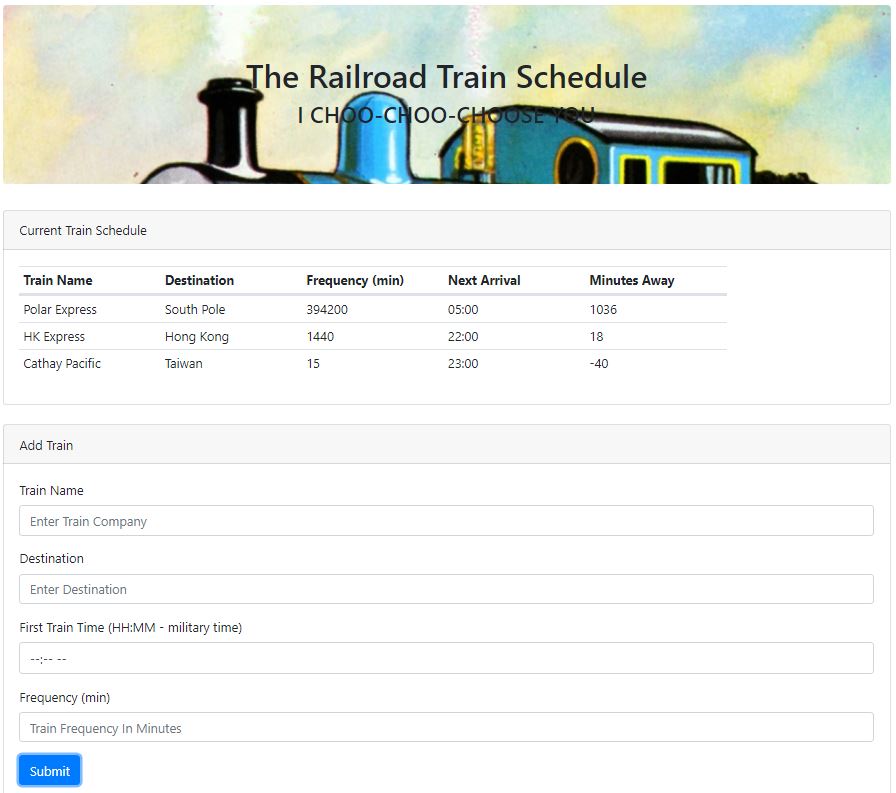 The Railroad Train Schedule
I CHOO-CHOO-CHOOSE YOU
Current Train Schedule
Train Name Destination Frequency (min) Next Arrival Minutes Away
Polar Express South Pole 394200 05:00 1036
HK Express Hong Kong 1440 22:00 18
Cathay Pacific Taiwan 15 23:00 -40
Add Train
Train Name
Enter Train Company
Destination
Enter Destination
First Train Time (HH:MM - military time)
--:-- --
Frequency (min)
Train Frequency In Minutes
Submit